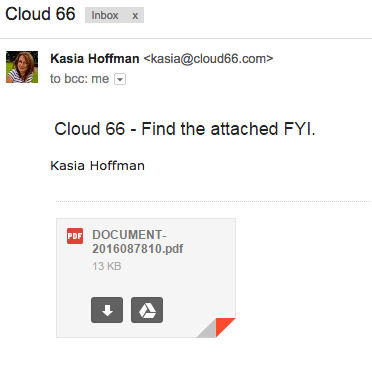 Cloud 66 Inbox x
Kasia Hoffman <kasia@cloud66.com>
to bcc: me
Cloud 66 - Find the attached FYI.
Kasia Hoffman
PDF DOCUMENT-
2016087810.pdf
13 KB